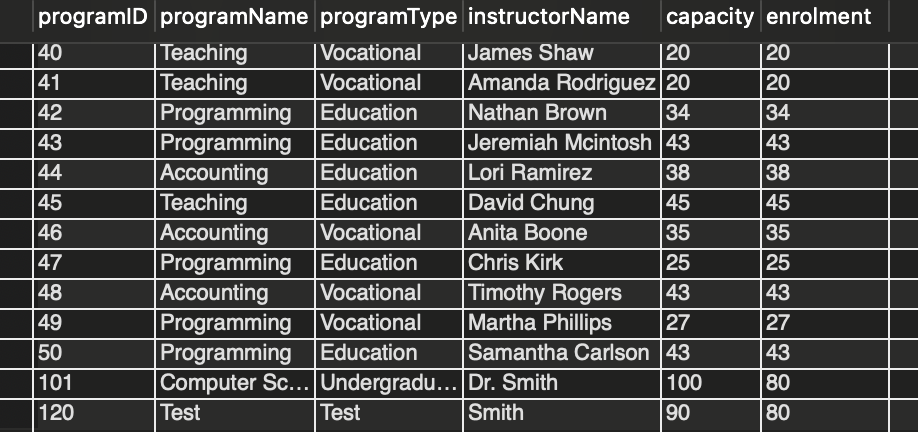 programID programName programType instructorName capacity enrolment
40 Teaching Vocational James Shaw 20 20
41 Teaching Vocational Amanda Rodriguez 20 20
42 Programming Education Nathan Brown 34 34
43 Programming Education Jeremiah Mcintosh 43 43
44 Accounting Education Lori Ramirez 38 38
45 Teaching Education David Chung 45 45
46 Accounting Vocational Anita Boone 35 35
47 Programming Education Chris Kirk 25 25
48 Accounting Vocational Timothy Rogers 43 43
49 Programming Vocational Martha Phillips 27 27
50 Programming Education Samantha Carlson 43 43
101 Computer Sc... Undergradu... Dr. Smith 100 80
120 Test Test Smith 90 80